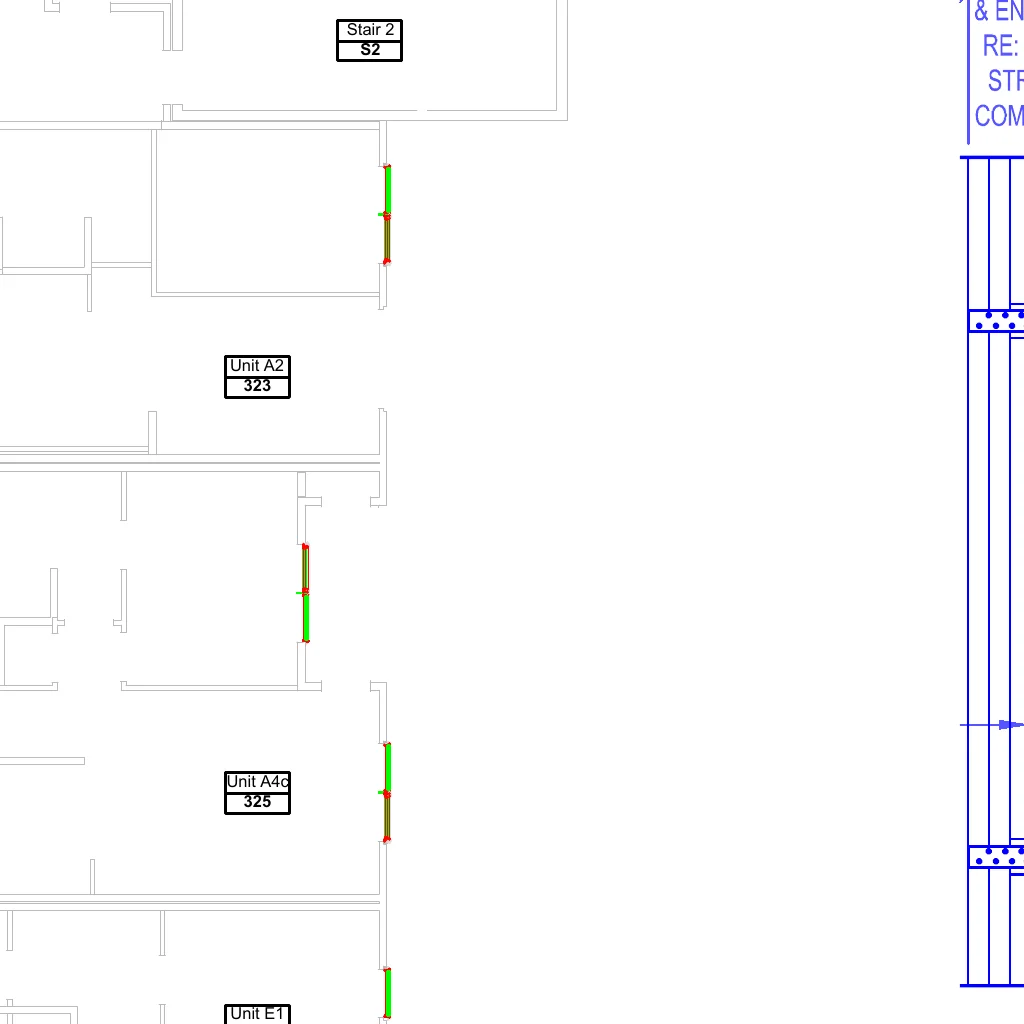 Stair 2
S2
& EN
RE:
STR
COM
Unit A2
323
Unit A4c
325
Unit E1